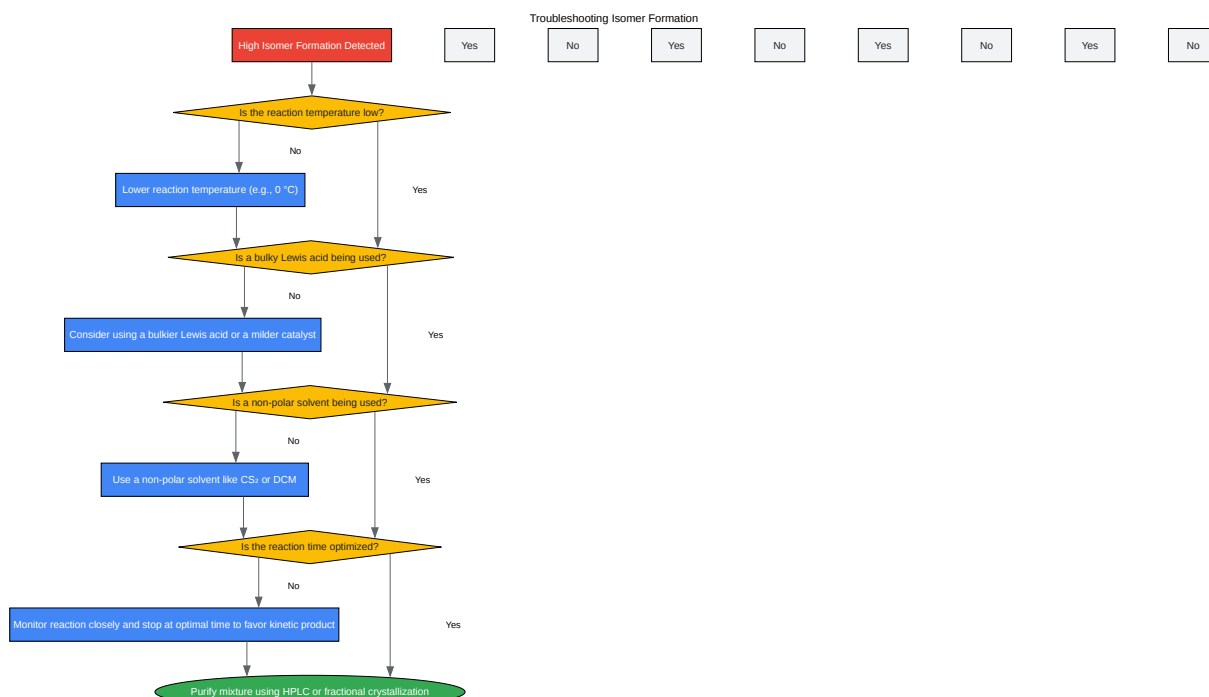 Troubleshooting Isomer Formation
High Isomer Formation Detected
Yes
No
Yes
No
Yes
No
Yes
No
Is the reaction temperature low?
No
Lower reaction temperature (e.g., 0 °C)
Yes
Is a bulky Lewis acid being used?
No
Consider using a bulkier Lewis acid or a milder catalyst
Yes
Is a non-polar solvent being used?
No
Use a non-polar solvent like CS₂ or DCM
Yes
Is the reaction time optimized?
No
Monitor reaction closely and stop at optimal time to favor kinetic product
Yes
Purify mixture using HPLC or fractional crystallization